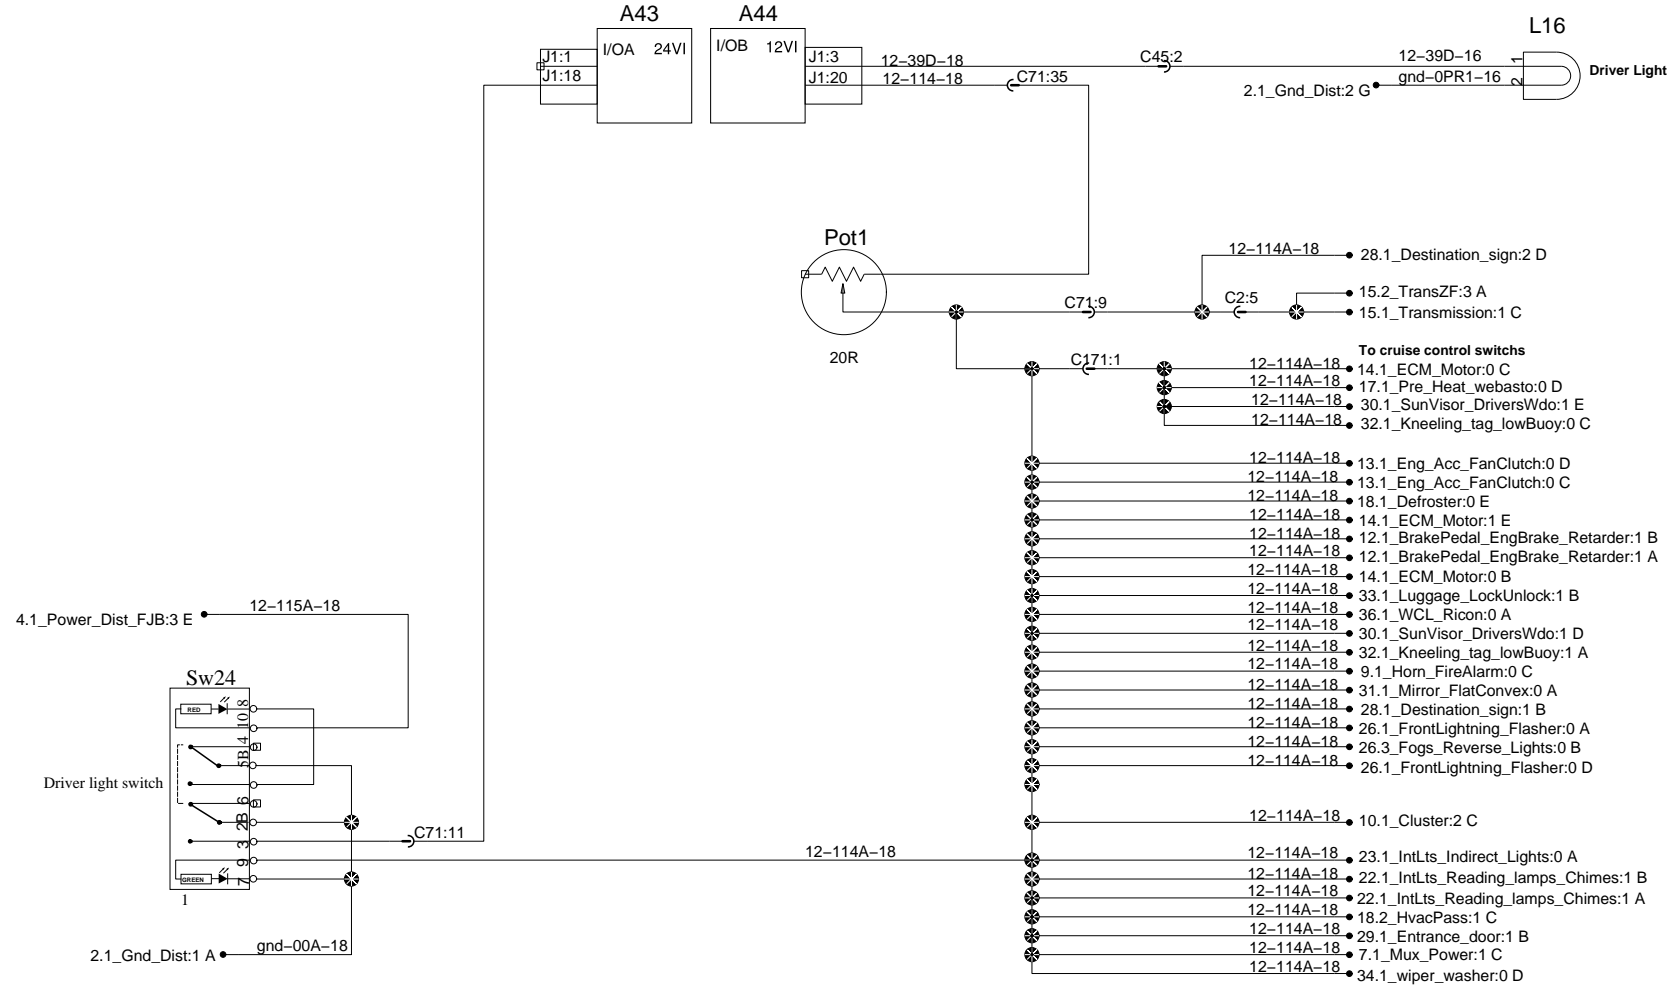 A43
A44
L16
I/OA 24VI
I/OB 12VI
J1:1
J1:18
J1:3
J1:20
12-39D-18
12-114-18
C71:35
C45:2
12-39D-16
gnd-0PR1-16
1
2
Driver Light
2.1_Gnd_Dist:2 G
Pot1
20R
12-114A-18
28.1_Destination_sign:2 D
15.2_TransZF:3 A
C71:9
C2:5
15.1_Transmission:1 C
To cruise control switchs
C171:1
12-114A-18 14.1_ECM_Motor:0 C
12-114A-18 17.1_Pre_Heat_webasto:0 D
12-114A-18 30.1_SunVisor_DriversWdo:1 E
12-114A-18 32.1_Kneeling_tag_lowBuoy:0 C
12-114A-18 13.1_Eng_Acc_FanClutch:0 D
12-114A-18 13.1_Eng_Acc_FanClutch:0 C
12-114A-18 18.1_Defroster:0 E
12-114A-18 14.1_ECM_Motor:1 E
12-114A-18 12.1_BrakePedal_EngBrake_Retarder:1 B
12-114A-18 12.1_BrakePedal_EngBrake_Retarder:1 A
12-114A-18 14.1_ECM_Motor:0 B
12-114A-18 33.1_Luggage_LockUnlock:1 B
12-114A-18 36.1_WCL_Ricon:0 A
12-114A-18 30.1_SunVisor_DriversWdo:1 D
12-114A-18 32.1_Kneeling_tag_lowBuoy:1 A
12-114A-18 9.1_Horn_FireAlarm:0 C
12-114A-18 31.1_Mirror_FlatConvex:0 A
12-114A-18 28.1_Destination_sign:1 B
12-114A-18 26.1_FrontLightning_Flasher:0 A
12-114A-18 26.3_Fogs_Reverse_Lights:0 B
12-114A-18 26.1_FrontLightning_Flasher:0 D
12-114A-18 10.1_Cluster:2 C
12-114A-18 23.1_IntLts_Indirect_Lights:0 A
12-114A-18 22.1_IntLts_Reading_lamps_Chimes:1 B
12-114A-18 22.1_IntLts_Reading_lamps_Chimes:1 A
12-114A-18 18.2_HvacPass:1 C
12-114A-18 29.1_Entrance_door:1 B
12-114A-18 7.1_Mux_Power:1 C
12-114A-18 34.1_wiper_washer:0 D
12-115A-18
4.1_Power_Dist_FJB:3 E
Sw24
RED
8
10
4
5B
Driver light switch
6
2B
3
C71:11
9
12-114A-18
GREEN
7
1
gnd-00A-18
2.1_Gnd_Dist:1 A